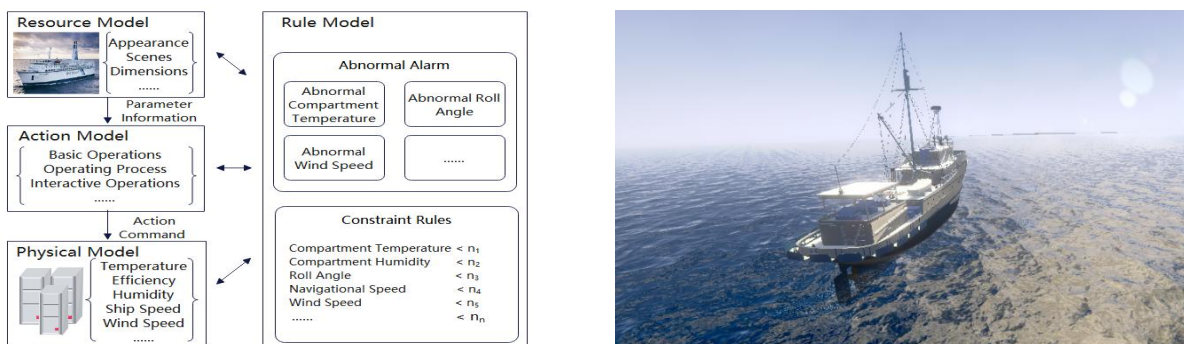 Resource Model
Appearance
Scenes
Dimensions
......
Parameter
Information
Action Model
Basic Operations
Operating Process
Interactive Operations
......
Action
Command
Physical Model
Temperature
Efficiency
Humidity
Ship Speed
Wind Speed
......
Rule Model
Abnormal Alarm
Abnormal
Compartment
Temperature
Abnormal Roll
Angle
Abnormal
Wind Speed
......
Constraint Rules
Compartment Temperature < n₁
Compartment Humidity < n₂
Roll Angle < n₃
Navigational Speed < n₄
Wind Speed < n₅
...... < nₙ